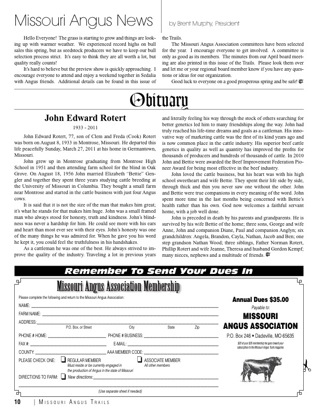 Missouri Angus News
by Brent Murphy, President
Hello Everyone! The grass is starting to grow and things are looking up with warmer weather. We experienced record highs on bull sales this spring, but as seedstock producers we have to keep our bull selection process strict. It's easy to think they are all worth a lot, but quality really counts!
It's hard to believe but the preview show is quickly approaching. I encourage everyone to attend and enjoy a weekend together in Sedalia with Angus friends. Additional details can be found in this issue of
the Trails.
The Missouri Angus Association committees have been selected for the year. I encourage everyone to get involved. A committee is only as good as its members. The minutes from our April board meeting are also printed in this issue of the Trails. Please look them over and let me or your regional board member know if you have any questions or ideas for our organization.
Good luck to everyone on a good prosperous spring and be safe!
Obituary
John Edward Rotert
1933 - 2011
John Edward Rotert, 77, son of Clem and Freda (Cook) Rotert was born on August 8, 1933 in Montrose, Missouri. He departed this life peacefully Sunday, March 27, 2011 at his home in Germantown, Missouri.
John grew up in Montrose graduating from Montrose High School in 1951 and then attending farm school for the blind in Oak Grove. On August 18, 1956 John married Elizabeth "Bettie" Gengler and together they spent three years studying cattle breeding at the University of Missouri in Columbia. They bought a small farm near Montrose and started in the cattle business with just four Angus cows.
It is said that it is not the size of the man that makes him great, it's what he stands for that makes him huge. John was a small framed man who always stood for honesty, truth and kindness. John's blindness was never a hardship for him. He could see more with his ears and heart than most ever see with their eyes. John's honesty was one of the many things he was admired for. When he gave you his word he kept it, you could feel the truthfulness in his handshakes.
As a cattleman he was one of the best. He always strived to improve the quality of the industry. Traveling a lot in previous years
and literally feeling his way through the stock of others searching for better genetics let him to many friendships along the way. John had truly reached his life-time dreams and goals as a cattleman. His innovative way of marketing cattle was the first of its kind years ago and is now common place in the cattle industry. His superior beef cattle genetics in quality as well as quantity has improved the profits for thousands of producers and hundreds of thousands of cattle. In 2010 John and Bettie were awarded the Beef Improvement Federation Pioneer Award for being most effective in the beef industry.
John loved the cattle business, but his heart was with his high school sweetheart and wife Bettie. They spent their life side by side, through thick and thin you never saw one without the other. John and Bettie were true companions in every meaning of the word. John spent more time in the last months being concerned with Bettie's health rather than his own. God now welcomes a faithful servant home, with a job well done.
John is preceded in death by his parents and grandparents. He is survived by his wife Bettie of the home, three sons, George and wife Anne, John and companion Diane, Paul and companion Angler; six grandchildren. Angela, Brandon, Cayla, Nathan, Jacob and Ben; one step grandson Nathan Wood; three siblings, Father Norman Rotert, Phillip Rotert and wife Jeanne, Theresa and husband Gordon Kempf; many nieces, nephews and a multitude of friends.
Remember To Send Your Dues In
Missouri Angus Association Membership
Please complete the following and return to the Missouri Angus Association:
NAME:
FARM NAME:
ADDRESS:
P.O. Box or Street City State Zip
PHONE # HOME: PHONE # BUSINESS:
FAX # E-MAIL:
COUNTY: AAA MEMBER CODE:
PLEASE CHECK ONE: REGULAR MEMBER ASSOCIATE MEMBER
Must reside or be currently engaged in the production of Angus in the state of Missouri All other members
DIRECTIONS TO FARM: New directions:
(Use separate sheet if needed)
Annual Dues $35.00
Payable to:
MISSOURI
ANGUS ASSOCIATION
P.O. Box 246 • Dadeville, MO 65635
10 | Missouri Angus Trails